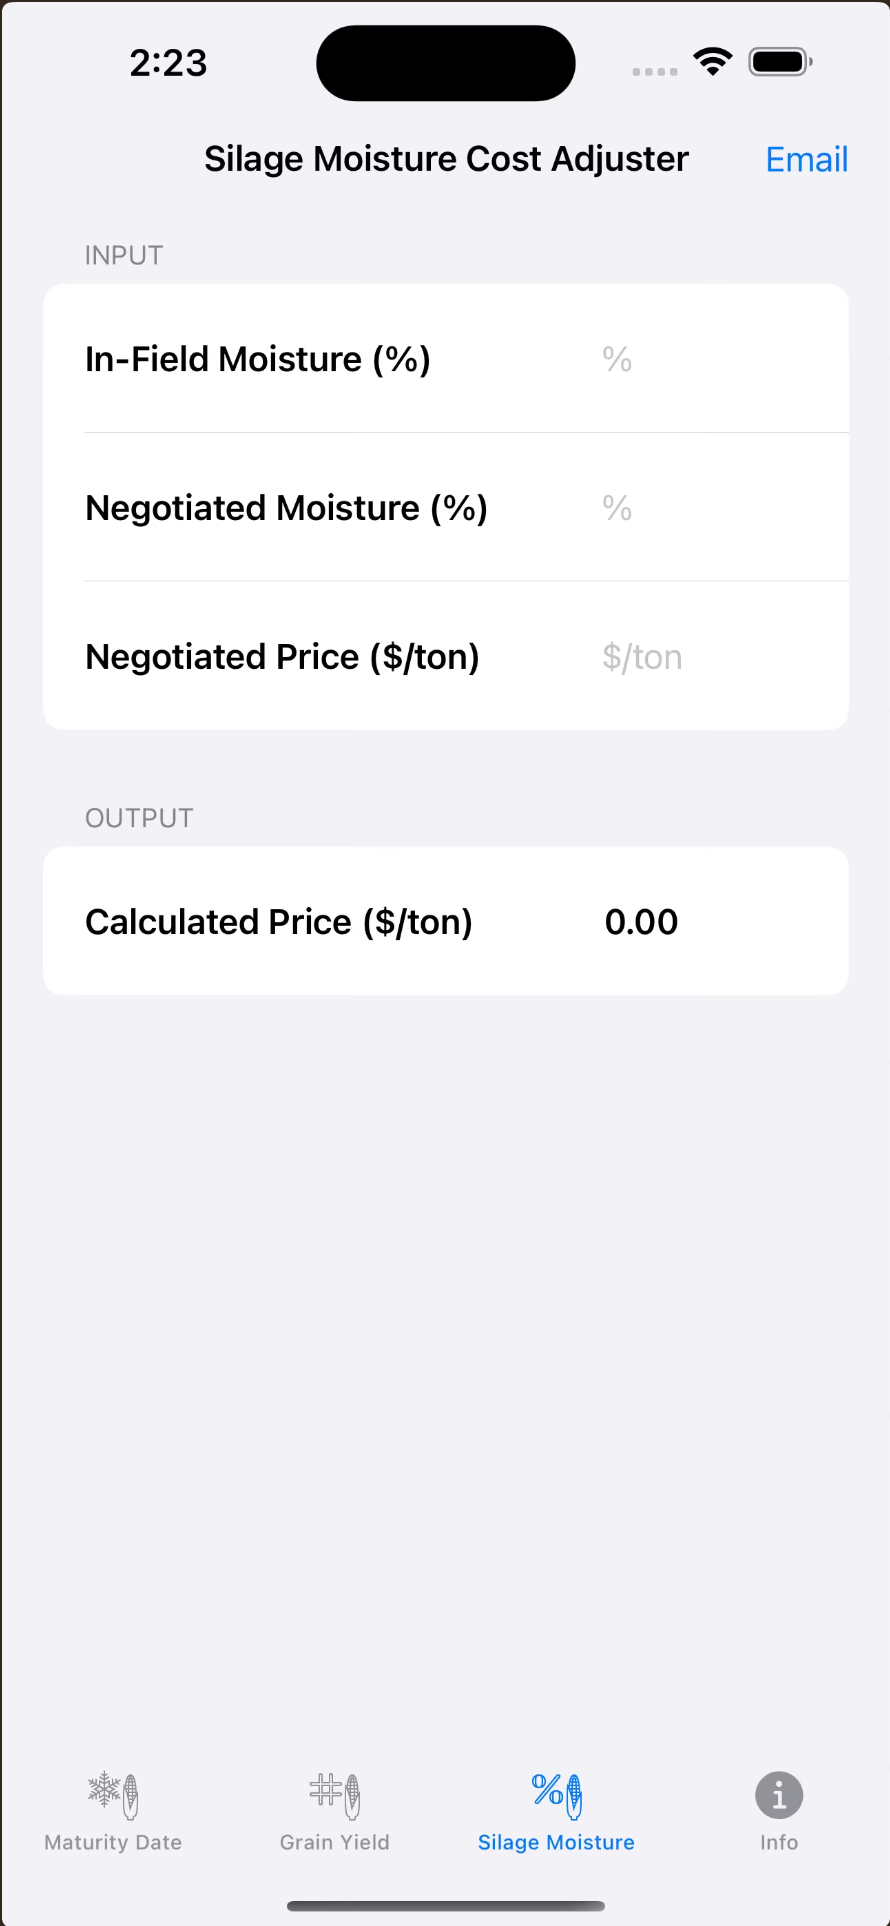 2:23
Silage Moisture Cost Adjuster
Email
INPUT
In-Field Moisture (%) %
Negotiated Moisture (%) %
Negotiated Price ($/ton) $/ton
OUTPUT
Calculated Price ($/ton) 0.00
Maturity Date
Grain Yield
Silage Moisture
Info